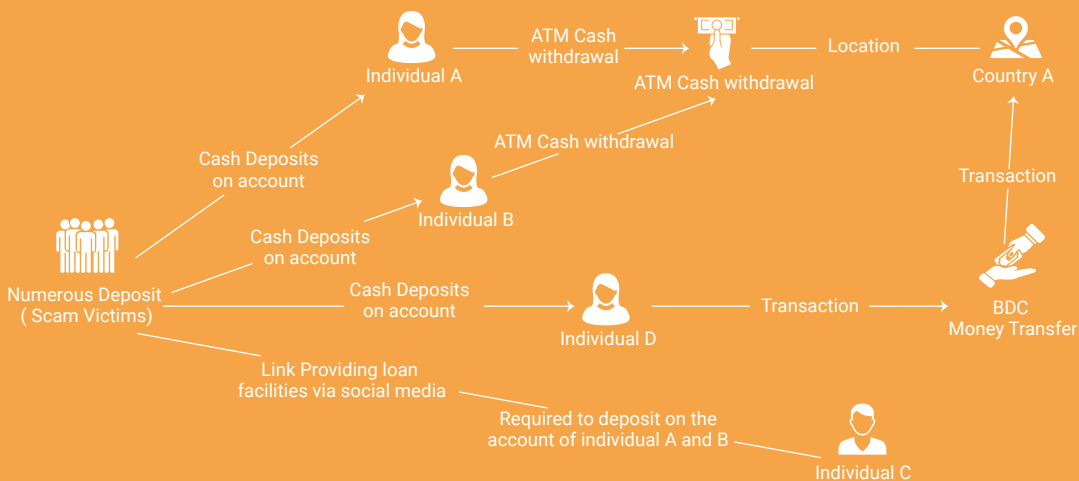 Individual A
ATM Cash
withdrawal
ATM Cash withdrawal
Location
Country A
Cash Deposits
on account
ATM Cash withdrawal
Individual B
Transaction
Cash Deposits
on account
Numerous Deposit
( Scam Victims)
Cash Deposits
on account
Individual D
Transaction
BDC
Money Transfer
Link Providing loan
facilities via social media
Required to deposit on the
account of individual A and B
Individual C